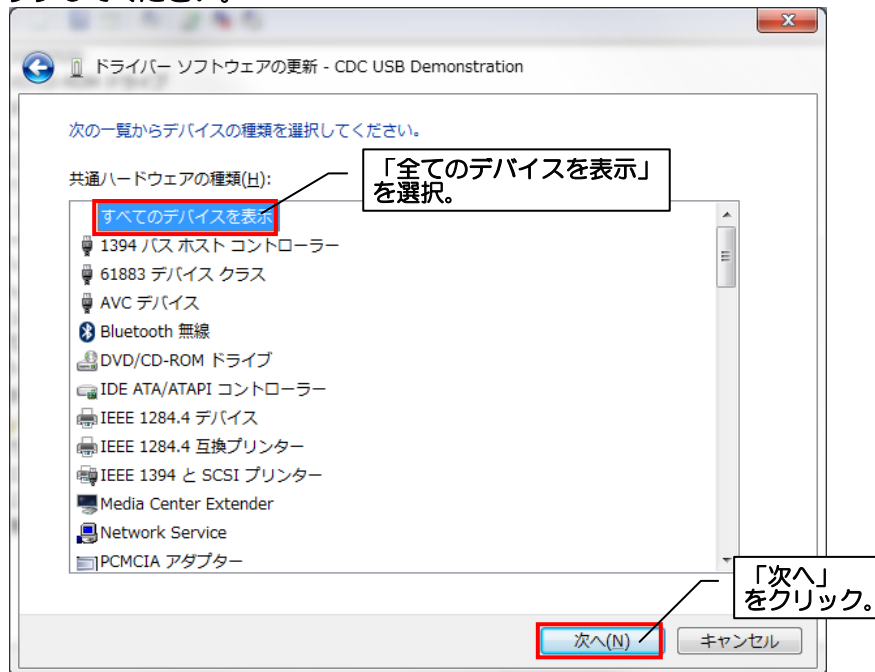 ックしてください。
ドライバー ソフトウェアの更新 - CDC USB Demonstration
次の一覧からデバイスの種類を選択してください。
共通ハードウェアの種類(H):
「全てのデバイスを表示」
を選択。
すべてのデバイスを表示
1394 バス ホスト コントローラー
61883 デバイス クラス
AVC デバイス
Bluetooth 無線
DVD/CD-ROM ドライブ
IDE ATA/ATAPI コントローラー
IEEE 1284.4 デバイス
IEEE 1284.4 互換プリンター
IEEE 1394 と SCSI プリンター
Media Center Extender
Network Service
PCMCIA アダプター
「次へ」
をクリック。
次へ(N)
キャンセル